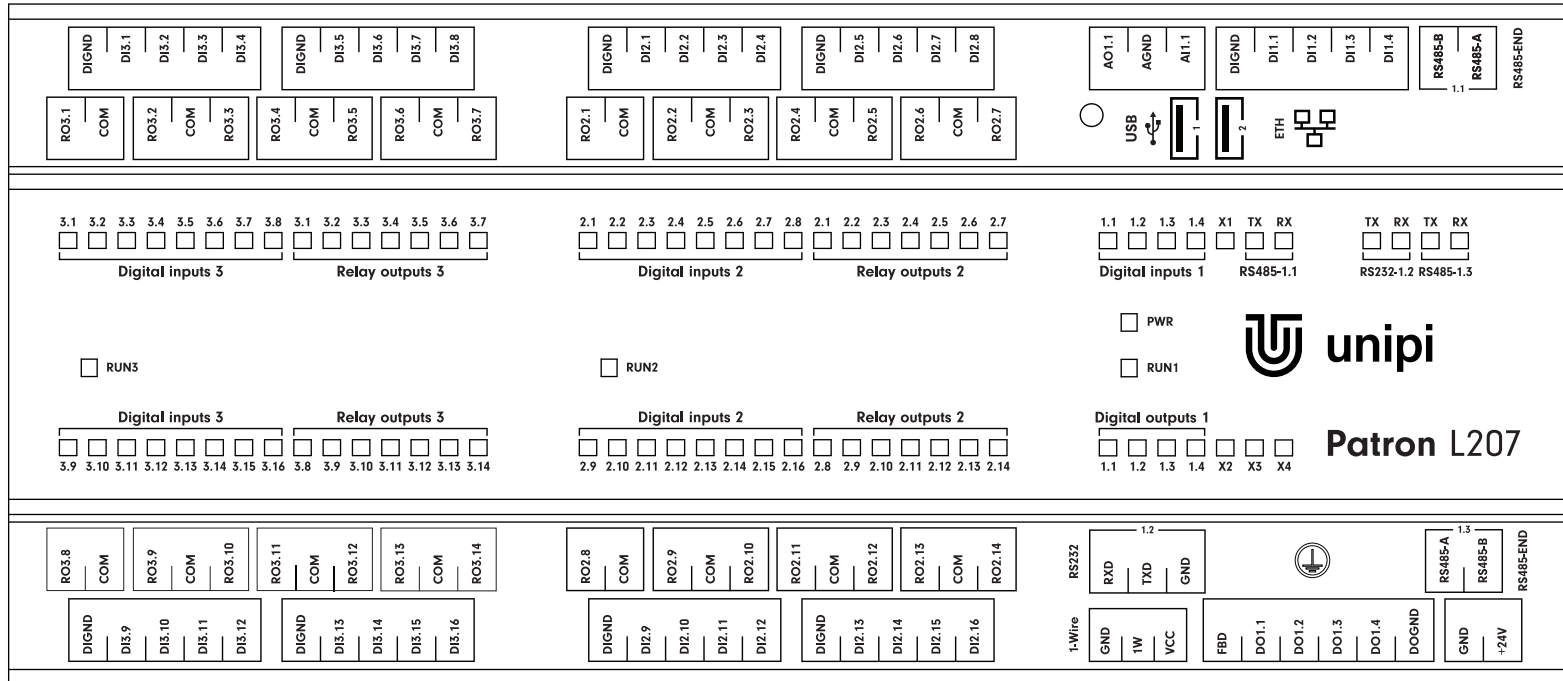 DIGND DI3.1 DI3.2 DI3.3 DI3.4 DIGND DI3.5 DI3.6 DI3.7 DI3.8 DIGND DI2.1 DI2.2 DI2.3 DI2.4 DIGND DI2.5 DI2.6 DI2.7 DI2.8 AO1.1 AGND AI1.1 DIGND DI1.1 DI1.2 DI1.3 DI1.4 RS485-B RS485-A RS485-END
1.1
RO3.1 COM RO3.2 COM RO3.3 RO3.4 COM RO3.5 RO3.6 COM RO3.7 RO2.1 COM RO2.2 COM RO2.3 RO2.4 COM RO2.5 RO2.6 COM RO2.7 USB 1 2 ETH
3.1 3.2 3.3 3.4 3.5 3.6 3.7 3.8 3.1 3.2 3.3 3.4 3.5 3.6 3.7 2.1 2.2 2.3 2.4 2.5 2.6 2.7 2.8 2.1 2.2 2.3 2.4 2.5 2.6 2.7 1.1 1.2 1.3 1.4 X1 TX RX TX RX TX RX
Digital inputs 3 Relay outputs 3 Digital inputs 2 Relay outputs 2 Digital inputs 1 RS485-1.1 RS232-1.2 RS485-1.3
PWR
unipi
RUN3 RUN2 RUN1
Digital inputs 3 Relay outputs 3 Digital inputs 2 Relay outputs 2 Digital outputs 1
Patron L207
3.9 3.10 3.11 3.12 3.13 3.14 3.15 3.16 3.8 3.9 3.10 3.11 3.12 3.13 3.14 2.9 2.10 2.11 2.12 2.13 2.14 2.15 2.16 2.8 2.9 2.10 2.11 2.12 2.13 2.14 1.1 1.2 1.3 1.4 X2 X3 X4
1.2 1.3
RO3.8 COM RO3.9 COM RO3.10 RO3.11 COM RO3.12 RO3.13 COM RO3.14 RO2.8 COM RO2.9 COM RO2.10 RO2.11 COM RO2.12 RO2.13 COM RO2.14 RS232 RXD TXD GND RS485-A RS485-B RS485-END
DIGND DI3.9 DI3.10 DI3.11 DI3.12 DIGND DI3.13 DI3.14 DI3.15 DI3.16 DIGND DI2.9 DI2.10 DI2.11 DI2.12 DIGND DI2.13 DI2.14 DI2.15 DI2.16 1-Wire GND 1W VCC FBD DO1.1 DO1.2 DO1.3 DO1.4 DOGND GND +24V